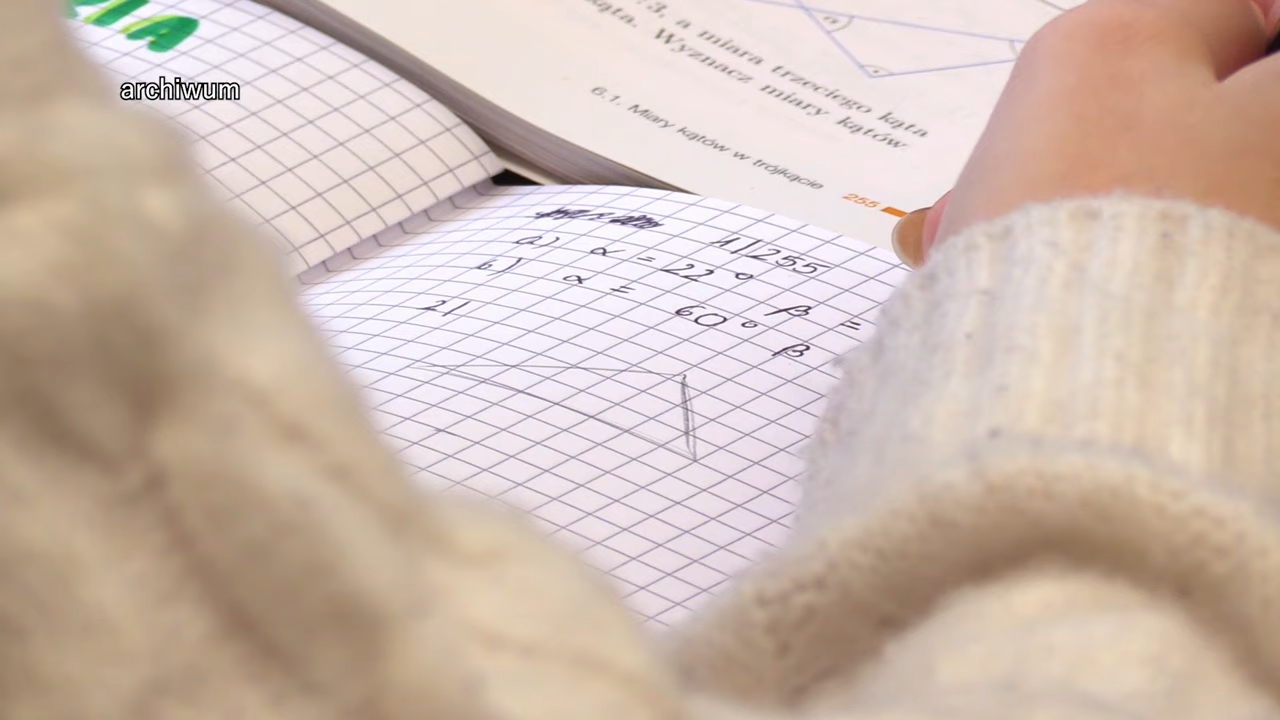 archiwum
: 3, a miara trzeciego kąta
kąta. Wyznacz miary kątów
6.1. Miary kątów w trójkącie
255
1/255
a) α = 22° β =
b) α = 60° β
2/